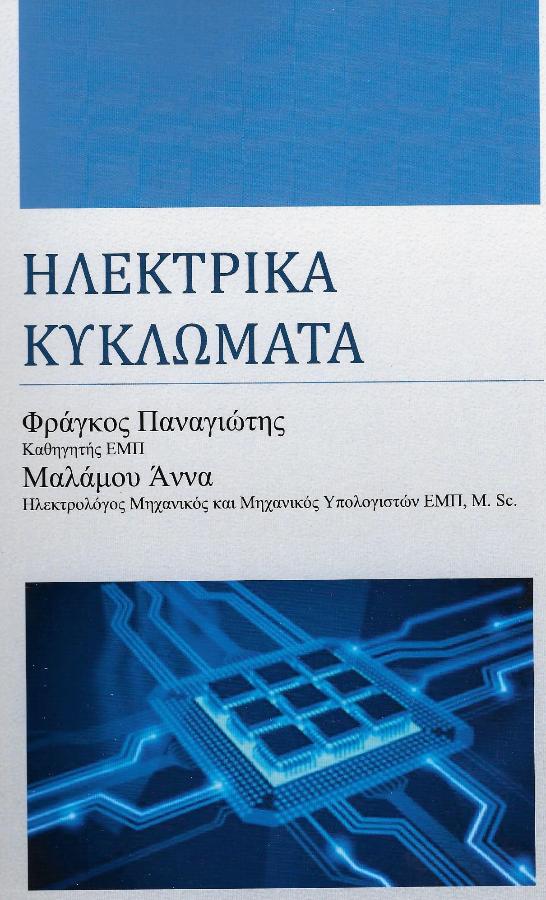 ΗΛΕΚΤΡΙΚΑ
ΚΥΚΛΩΜΑΤΑ
Φράγκος Παναγιώτης
Καθηγητής ΕΜΠ
Μαλάμου Άννα
Ηλεκτρολόγος Μηχανικός και Μηχανικός Υπολογιστών ΕΜΠ, M. Sc.